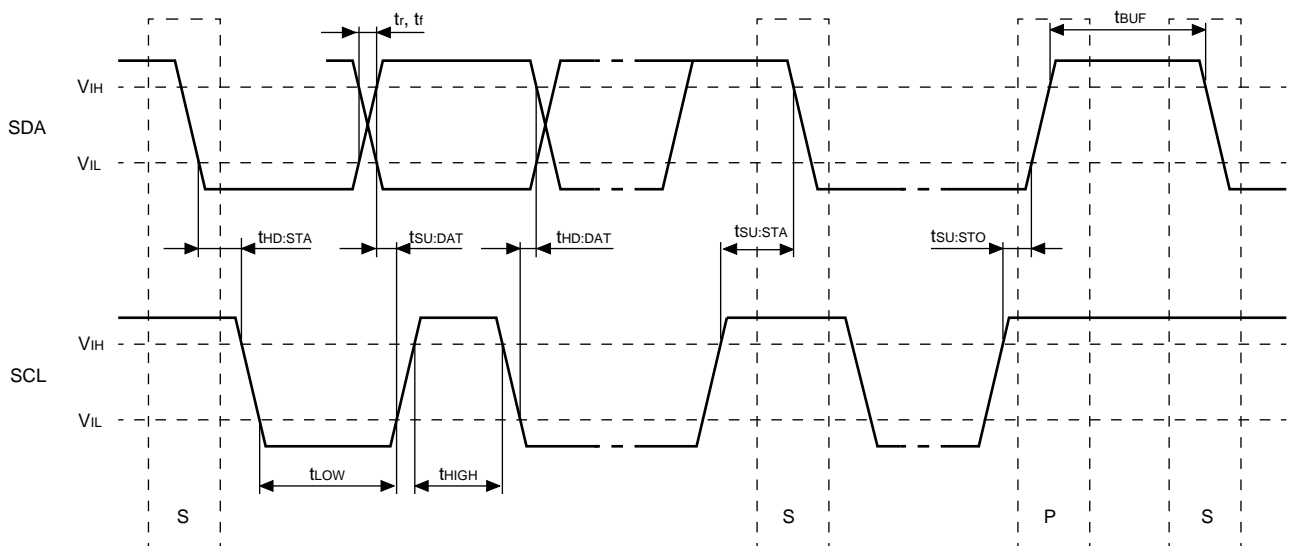 tr, tf
tBUF
VIH
SDA
VIL
tHD:STA
tSU:DAT
tHD:DAT
tSU:STA
tSU:STO
VIH
SCL
VIL
tLOW
tHIGH
S
S
P
S